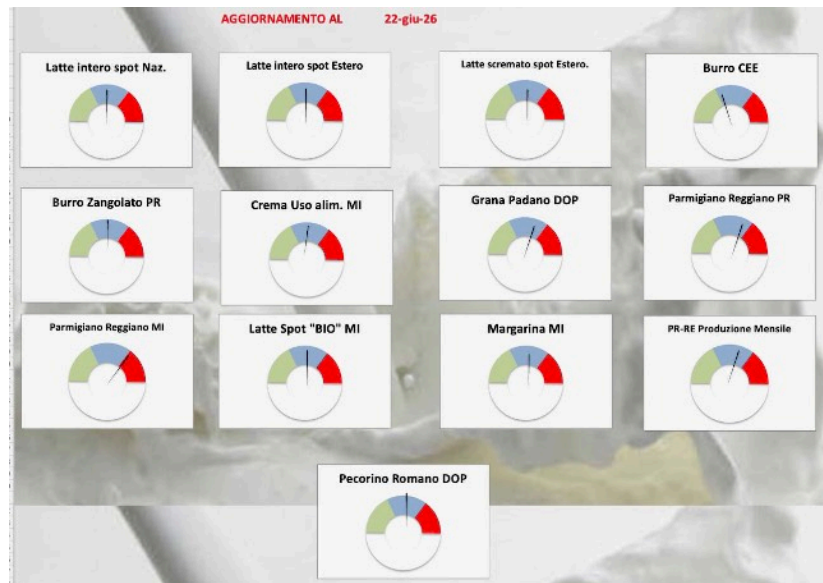 AGGIORNAMENTO AL 22-giu-26
Latte intero spot Naz.
Latte intero spot Estero
Latte scremato spot Estero.
Burro CEE
Burro Zangolato PR
Crema Uso alim. MI
Grana Padano DOP
Parmigiano Reggiano PR
Parmigiano Reggiano MI
Latte Spot "BIO" MI
Margarina MI
PR-RE Produzione Mensile
Pecorino Romano DOP